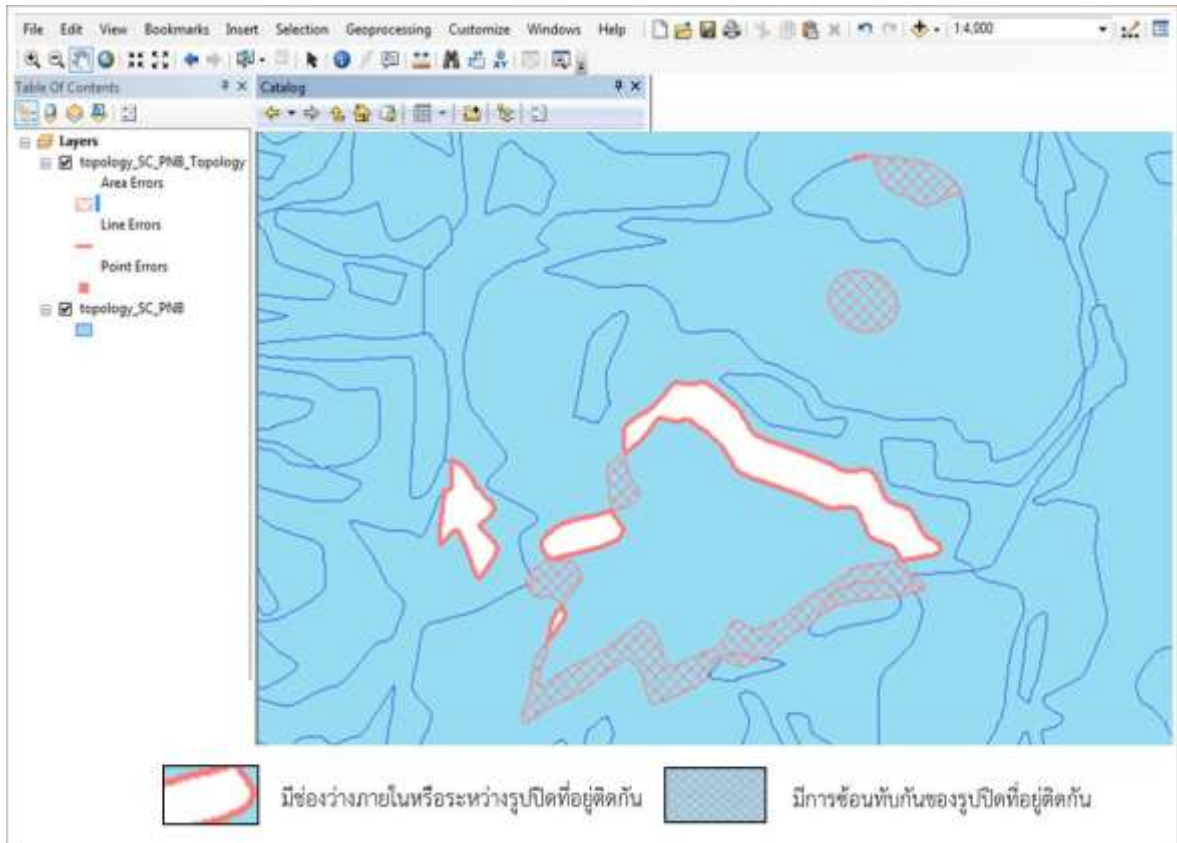 File Edit View Bookmarks Insert Selection Geoprocessing Customize Windows Help 1:4,000
Table Of Contents
Catalog
Layers
topology_SC_PNB_Topology
Area Errors
Line Errors
Point Errors
topology_SC_PNB
มีช่องว่างภายในหรือระหว่างรูปปิดที่อยู่ติดกัน
มีการซ้อนทับกันของรูปปิดที่อยู่ติดกัน